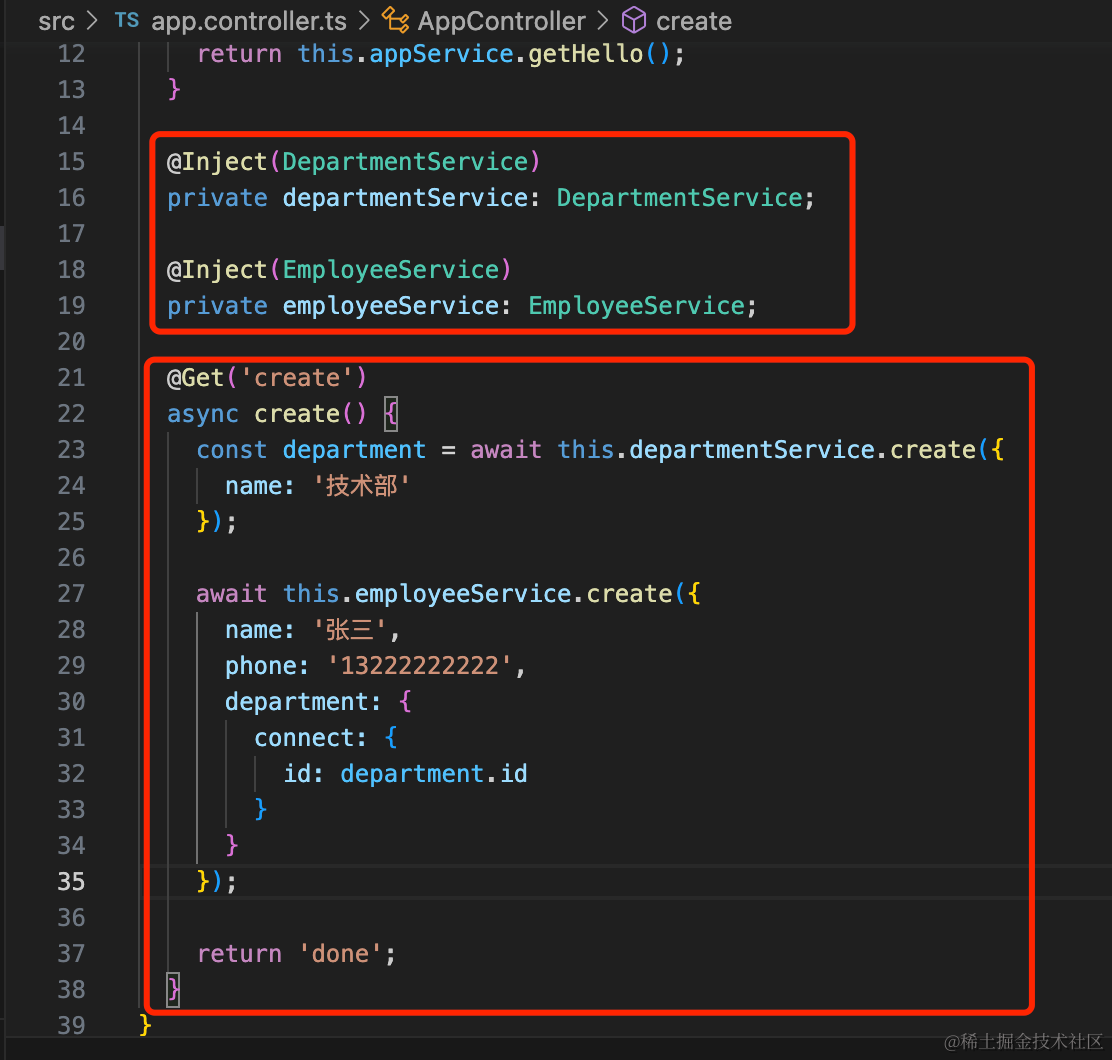 src > TS app.controller.ts > AppController > create
12 return this.appService.getHello();
13 }
14
15 @Inject(DepartmentService)
16 private departmentService: DepartmentService;
17
18 @Inject(EmployeeService)
19 private employeeService: EmployeeService;
20
21 @Get('create')
22 async create() {
23 const department = await this.departmentService.create({
24 name: '技术部'
25 });
26
27 await this.employeeService.create({
28 name: '张三',
29 phone: '13222222222',
30 department: {
31 connect: {
32 id: department.id
33 }
34 }
35 });
36
37 return 'done';
38 }
39 }
@稀土掘金技术社区